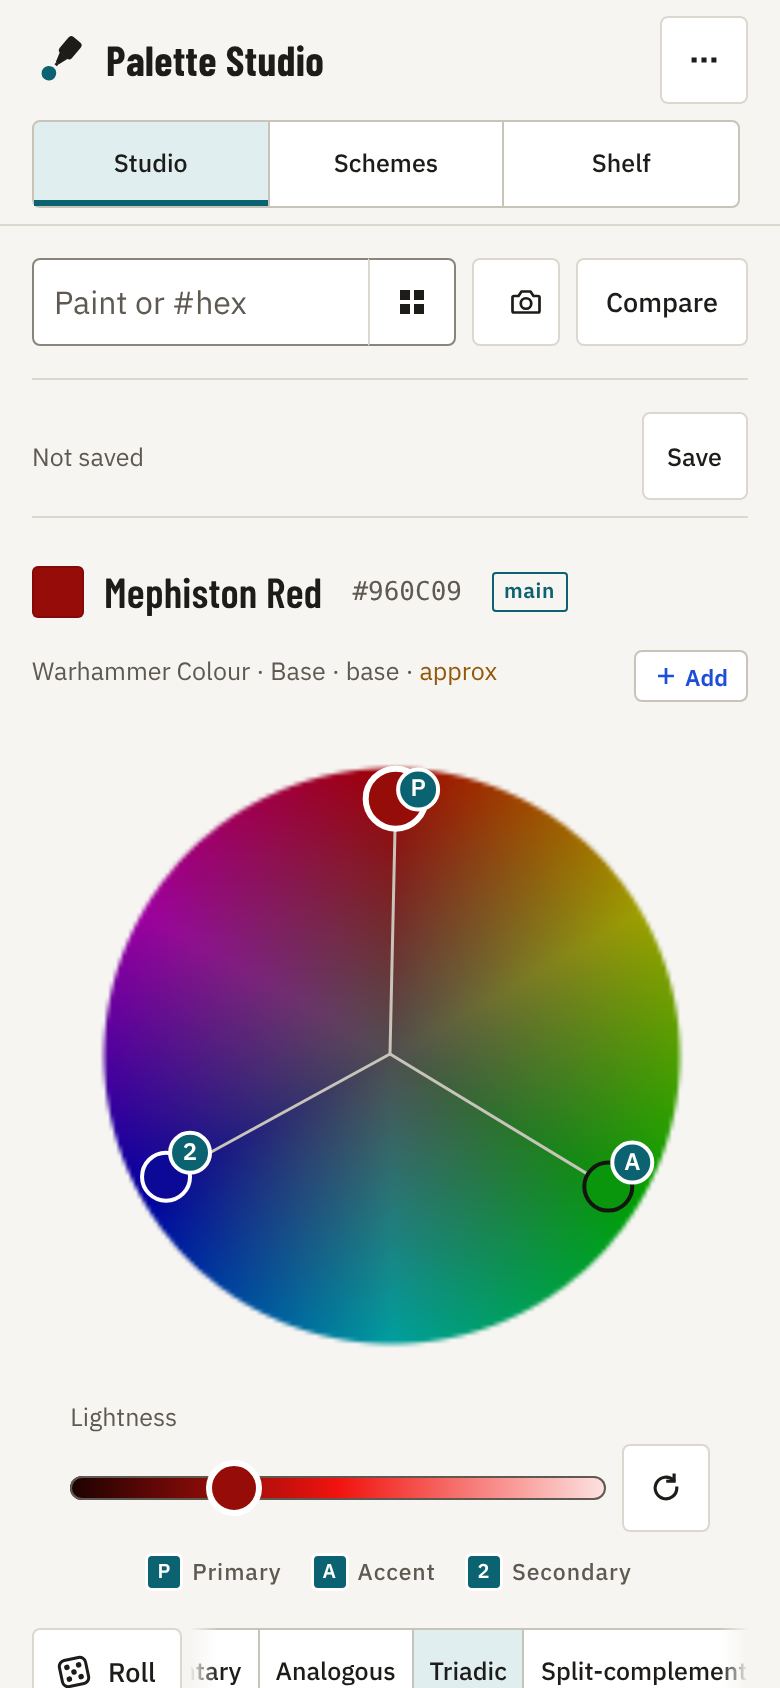 Palette Studio
Studio Schemes Shelf
Paint or #hex Compare
Not saved Save
Mephiston Red #960C09 main
Warhammer Colour · Base · base · approx + Add
P
2
A
Lightness
P Primary A Accent 2 Secondary
Roll tary Analogous Triadic Split-complement